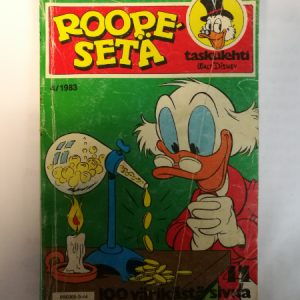 ROOPE-
SETÄ
taskulehti
WALT DISNEY
4/1983
100 värikästä sivua